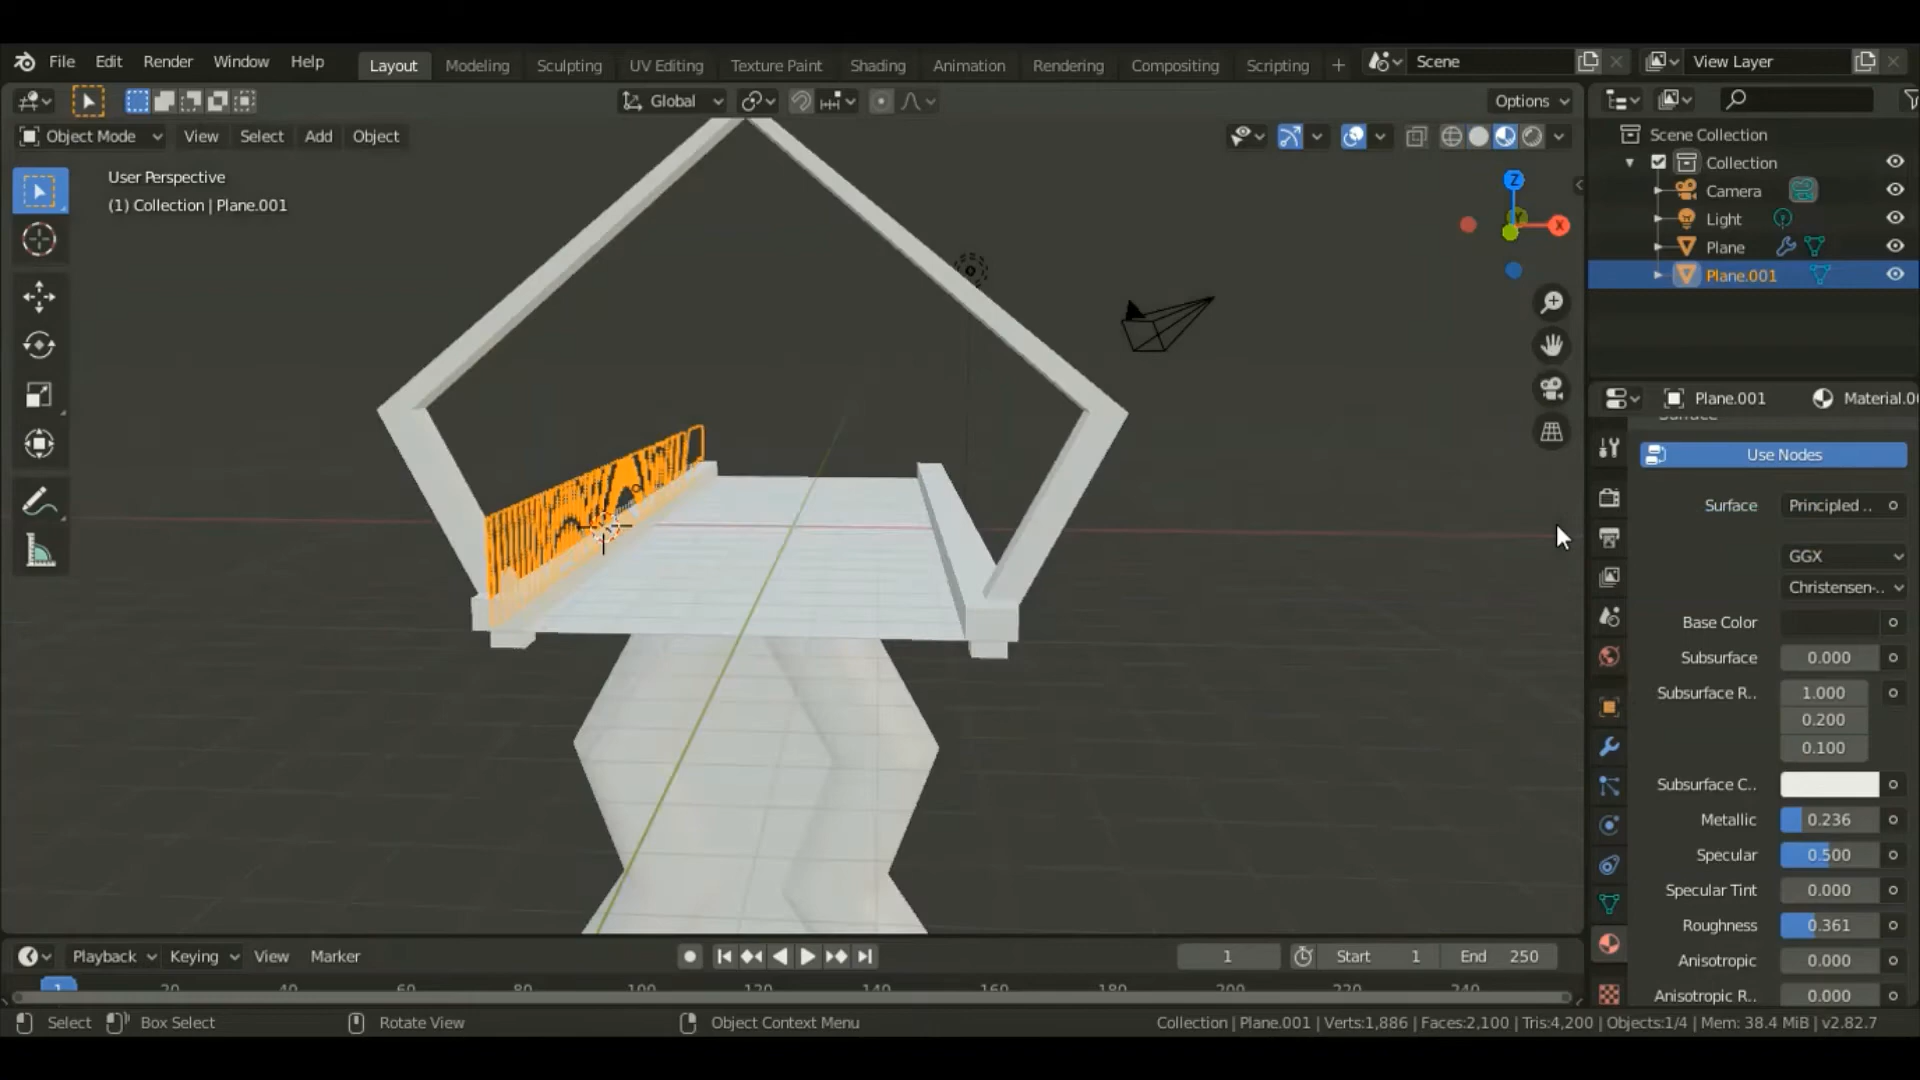 File Edit Render Window Help Layout Modeling Sculpting UV Editing Texture Paint Shading Animation Rendering Compositing Scripting + Scene View Layer
Global Options
Object Mode View Select Add Object
User Perspective
(1) Collection | Plane.001
Z
Y
X
Scene Collection
Collection
Camera
Light
Plane
Plane.001
Plane.001 Material.0
Use Nodes
Surface Principled ..
GGX
Christensen-..
Base Color
Subsurface 0.000
Subsurface R.. 1.000
0.200
0.100
Subsurface C..
Metallic 0.236
Specular 0.500
Specular Tint 0.000
Roughness 0.361
Anisotropic 0.000
Anisotropic R.. 0.000
Playback Keying View Marker 1 Start 1 End 250
1 20 40 60 80 100 120 140 160 180 200 220 240
Select Box Select Rotate View Object Context Menu Collection | Plane.001 | Verts:1,886 | Faces:2,100 | Tris:4,200 | Objects:1/4 | Mem: 38.4 MiB | v2.82.7